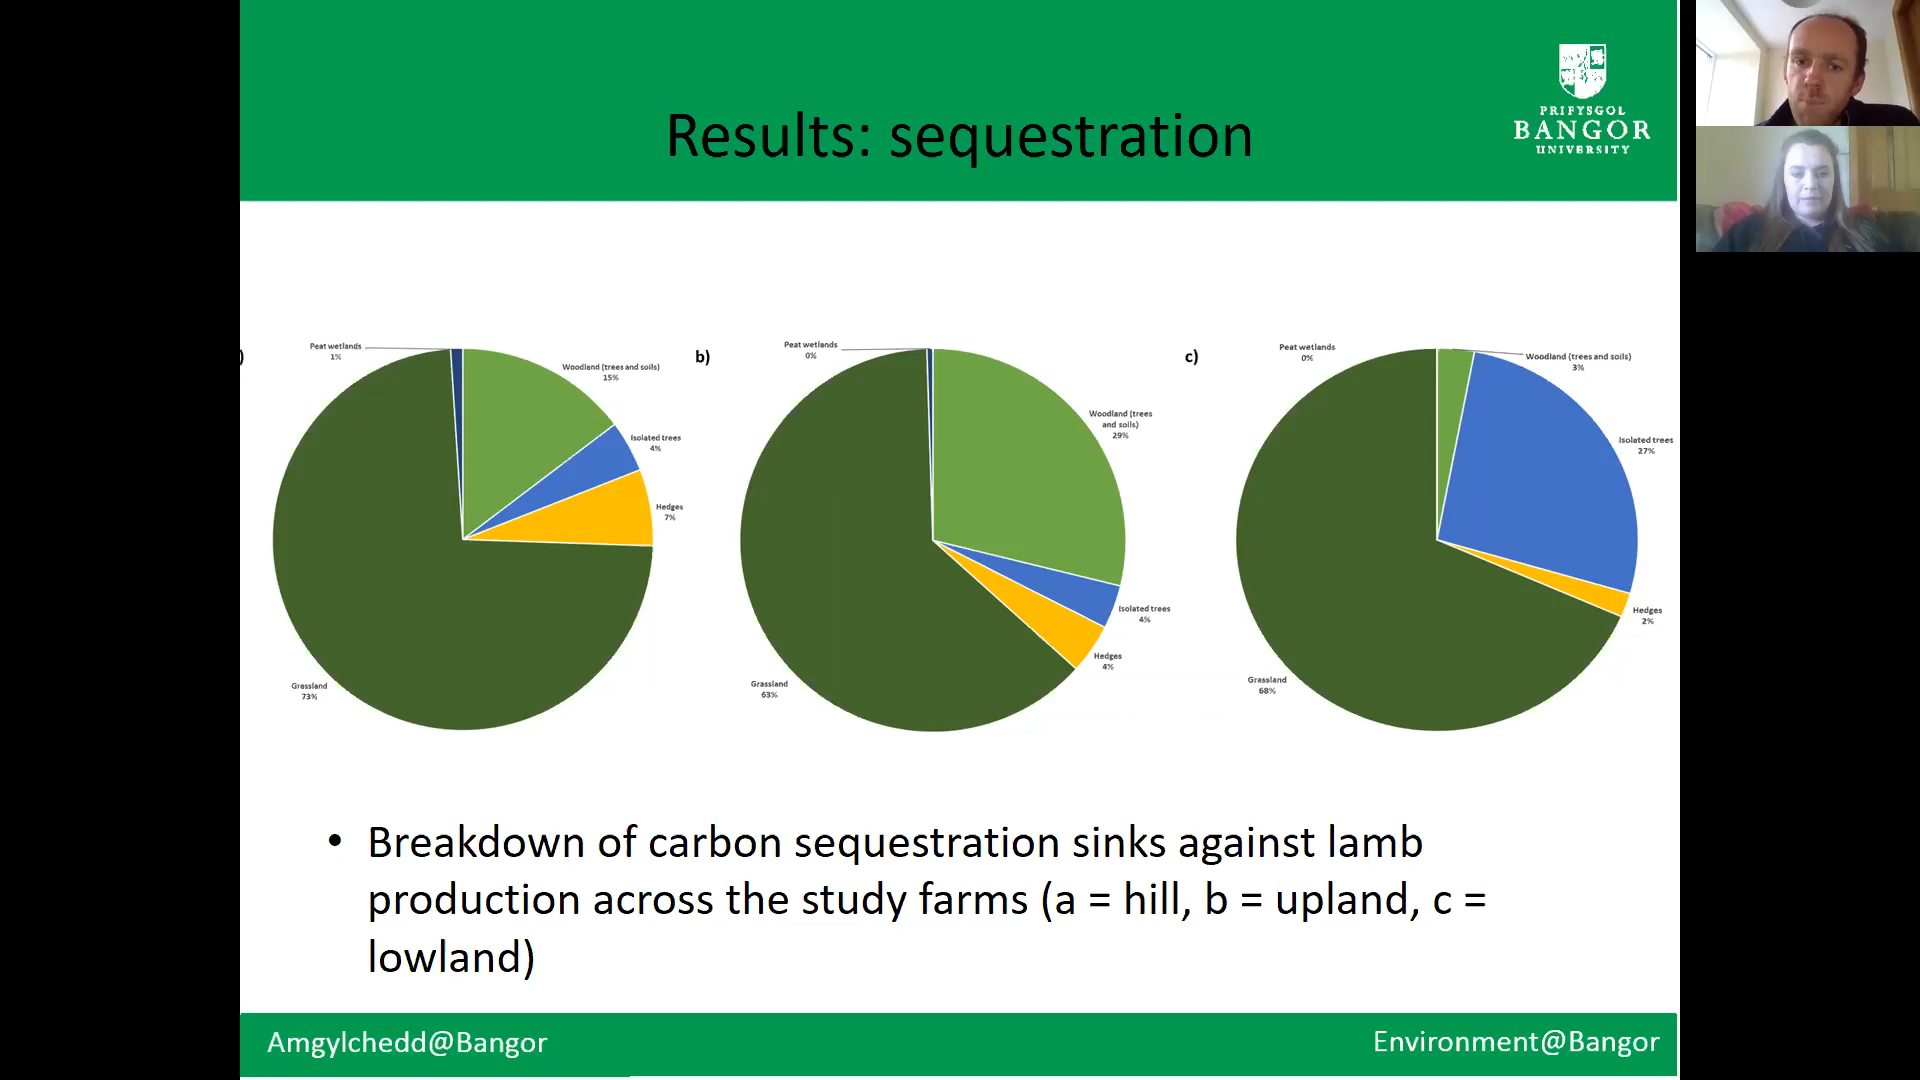 Results: sequestration
PRIFYSGOL
BANGOR
UNIVERSITY
)
Peat wetlands
1%
Woodland (trees and soils)
15%
Isolated trees
4%
Hedges
7%
Grassland
73%
b)
Peat wetlands
0%
Woodland (trees
and soils)
29%
Isolated trees
4%
Hedges
4%
Grassland
63%
c)
Peat wetlands
0%
Woodland (trees and soils)
3%
Isolated trees
27%
Hedges
2%
Grassland
68%
• Breakdown of carbon sequestration sinks against lamb
production across the study farms (a = hill, b = upland, c =
lowland)
Amgylchedd@Bangor
Environment@Bangor